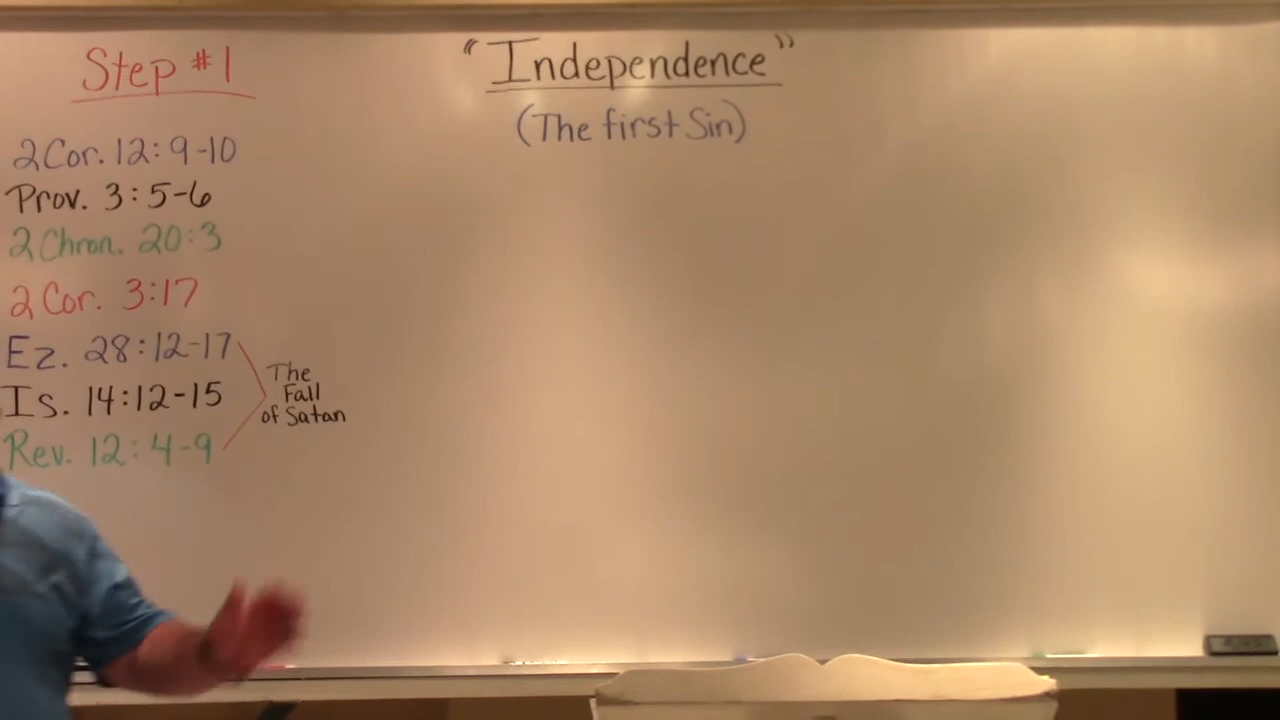 Step #1
"Independence"
(The first Sin)
2Cor. 12:9-10
Prov. 3:5-6
2Chron. 20:3
2Cor. 3:17
Ez. 28:12-17
Is. 14:12-15
Rev. 12:4-9
The
Fall
of Satan